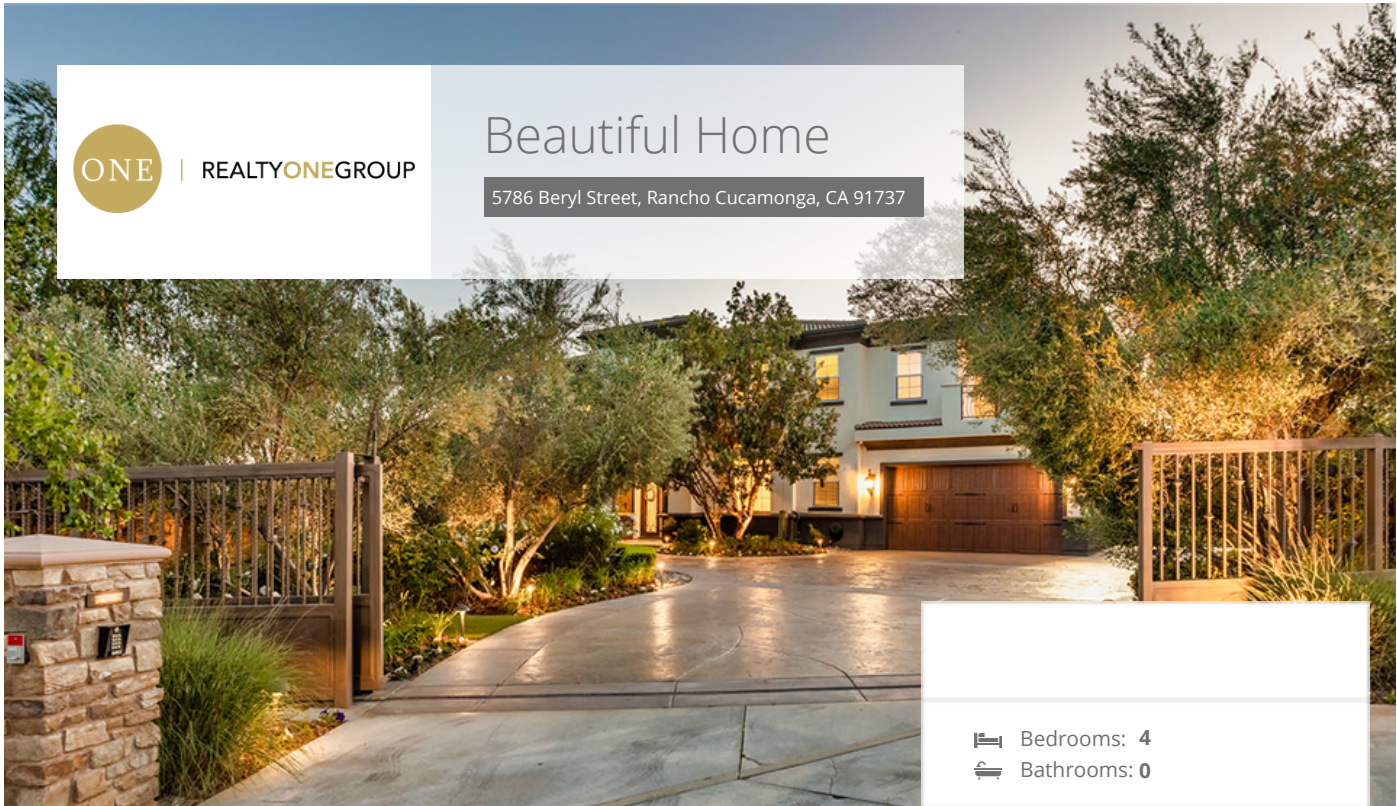 ONE | REALTYONEGROUP
Beautiful Home
5786 Beryl Street, Rancho Cucamonga, CA 91737
Bedrooms: 4
Bathrooms: 0